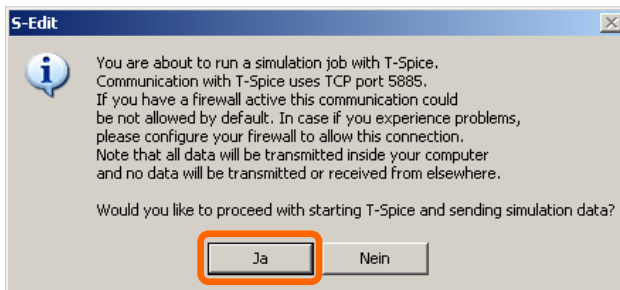 S-Edit
You are about to run a simulation job with T-Spice.
Communication with T-Spice uses TCP port 5885.
If you have a firewall active this communication could
be not allowed by default. In case if you experience problems,
please configure your firewall to allow this connection.
Note that all data will be transmitted inside your computer
and no data will be transmitted or received from elsewhere.
Would you like to proceed with starting T-Spice and sending simulation data?
Ja
Nein